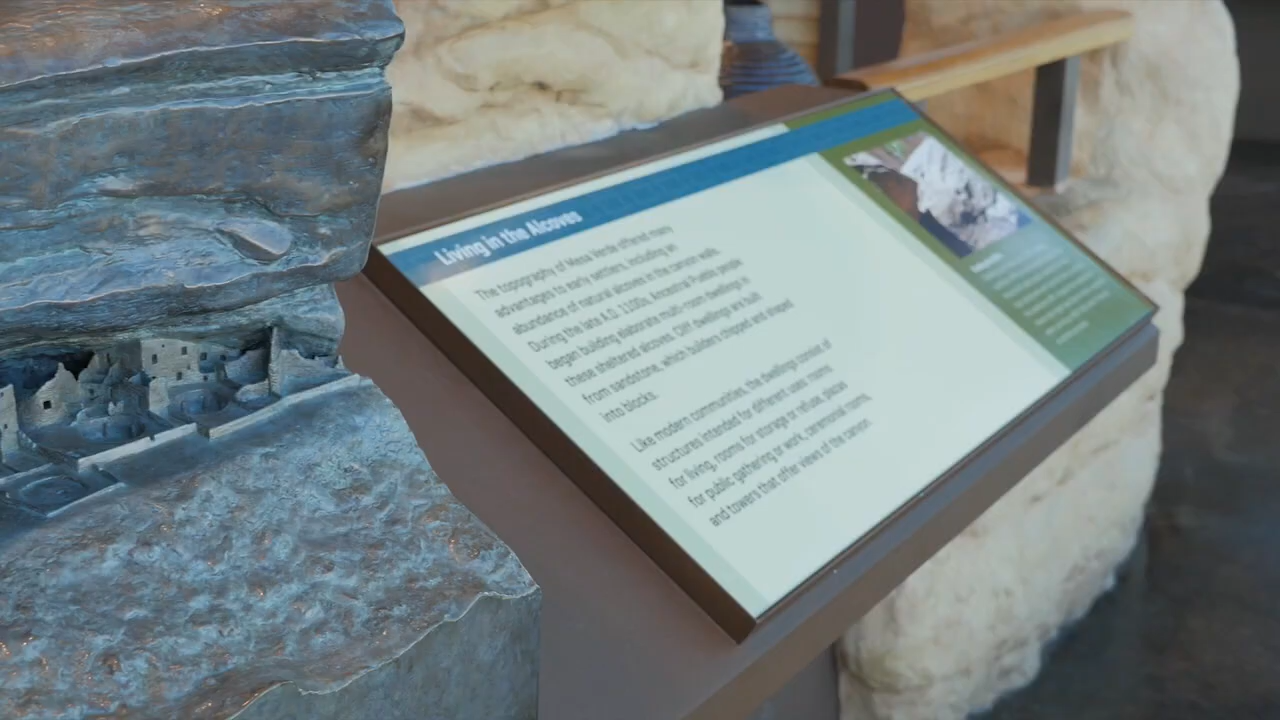 Living in the Alcoves
The topography of Mesa Verde offered many
advantages to early settlers, including an
abundance of natural alcoves in the canyon walls.
During the late A.D. 1100s, Ancestral Pueblo people
began building elaborate multi-room dwellings in
these sheltered alcoves. Cliff dwellings are built
from sandstone, which builders chipped and shaped
into blocks.
Like modern communities, the dwellings consist of
structures intended for different uses: rooms
for living, rooms for storage or refuse, places
for public gathering or work, ceremonial rooms,
and towers that offer views of the canyon